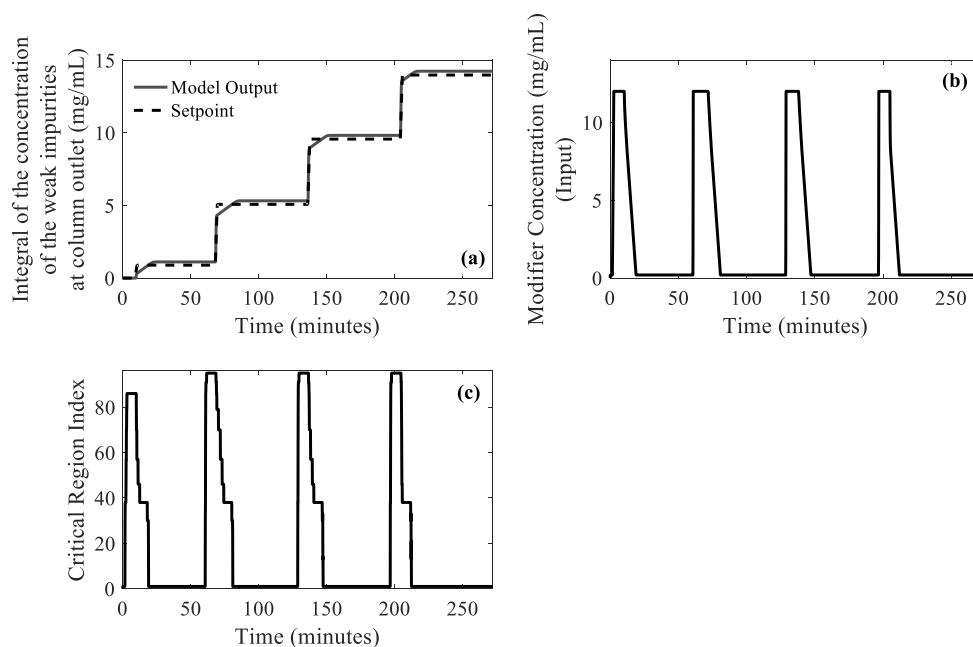 Integral of the concentration
of the weak impurities
at column outlet (mg/mL)
15
10
5
0
Model Output
Setpoint
(a)
0 50 100 150 200 250
Time (minutes)
Modifier Concentration (mg/mL)
(Input)
10
5
0
(b)
0 50 100 150 200 250
Time (minutes)
Critical Region Index
80
60
40
20
0
(c)
0 50 100 150 200 250
Time (minutes)